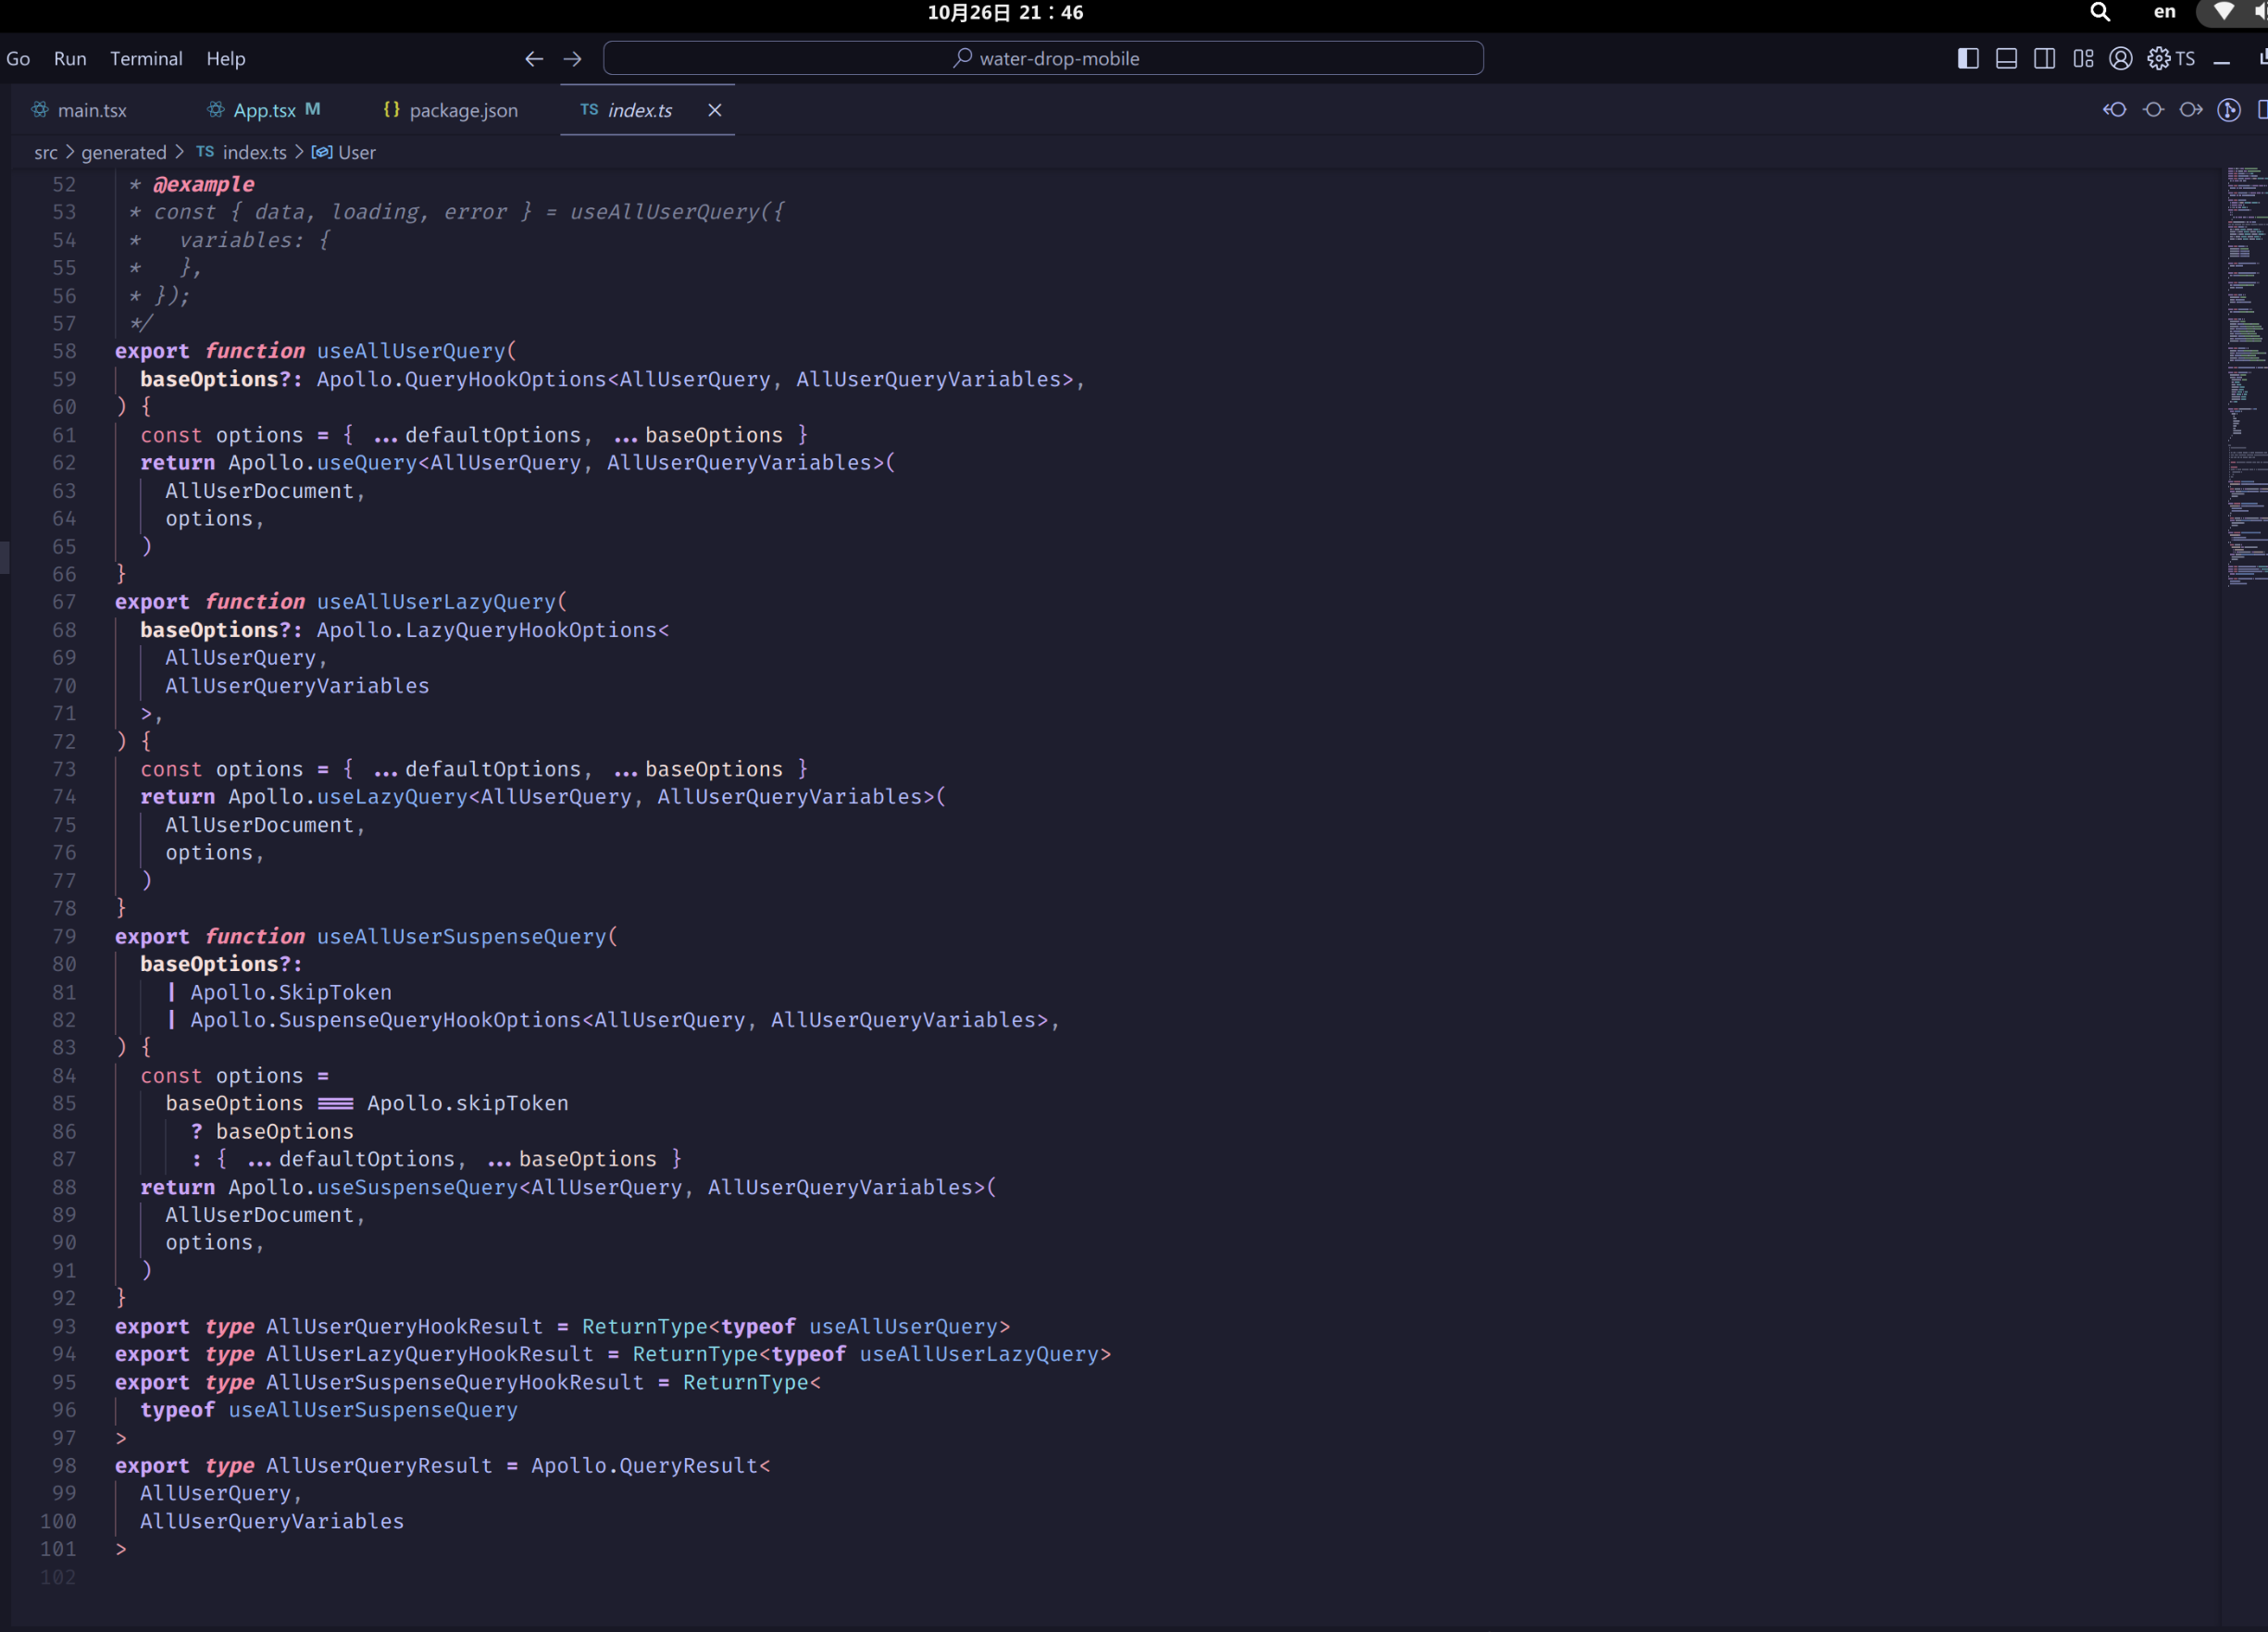 10月26日 21：46
en
Go Run Terminal Help
water-drop-mobile
TS
main.tsx
App.tsx M
{} package.json
TS index.ts
src > generated > TS index.ts > User
52 * @example
53 * const { data, loading, error } = useAllUserQuery({
54 *   variables: {
55 *   },
56 * });
57 */
58 export function useAllUserQuery(
59   baseOptions?: Apollo.QueryHookOptions<AllUserQuery, AllUserQueryVariables>,
60 ) {
61   const options = { ...defaultOptions, ...baseOptions }
62   return Apollo.useQuery<AllUserQuery, AllUserQueryVariables>(
63     AllUserDocument,
64     options,
65   )
66 }
67 export function useAllUserLazyQuery(
68   baseOptions?: Apollo.LazyQueryHookOptions<
69     AllUserQuery,
70     AllUserQueryVariables
71   >,
72 ) {
73   const options = { ...defaultOptions, ...baseOptions }
74   return Apollo.useLazyQuery<AllUserQuery, AllUserQueryVariables>(
75     AllUserDocument,
76     options,
77   )
78 }
79 export function useAllUserSuspenseQuery(
80   baseOptions?:
81     | Apollo.SkipToken
82     | Apollo.SuspenseQueryHookOptions<AllUserQuery, AllUserQueryVariables>,
83 ) {
84   const options =
85     baseOptions === Apollo.skipToken
86       ? baseOptions
87       : { ...defaultOptions, ...baseOptions }
88   return Apollo.useSuspenseQuery<AllUserQuery, AllUserQueryVariables>(
89     AllUserDocument,
90     options,
91   )
92 }
93 export type AllUserQueryHookResult = ReturnType<typeof useAllUserQuery>
94 export type AllUserLazyQueryHookResult = ReturnType<typeof useAllUserLazyQuery>
95 export type AllUserSuspenseQueryHookResult = ReturnType<
96   typeof useAllUserSuspenseQuery
97 >
98 export type AllUserQueryResult = Apollo.QueryResult<
99   AllUserQuery,
100   AllUserQueryVariables
101 >
102